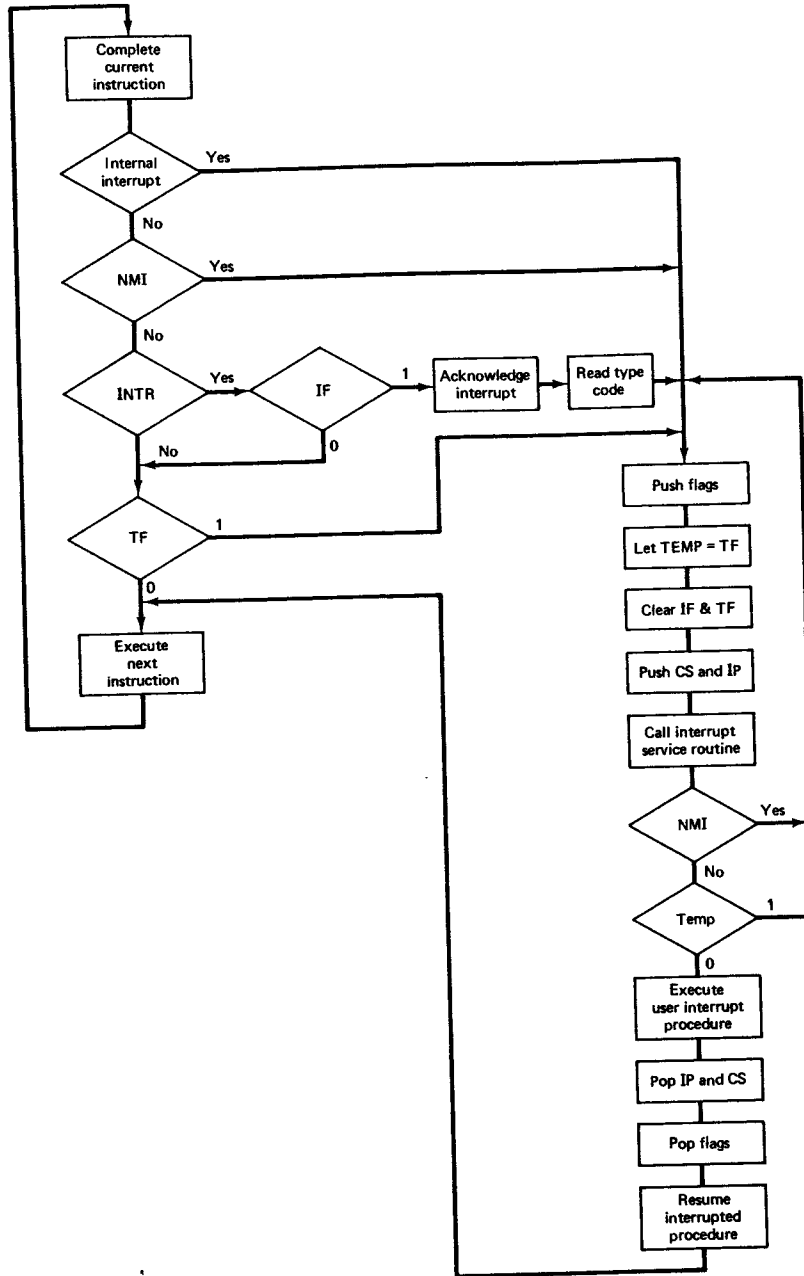 Complete
current
instruction
Internal
interrupt
Yes
No
NMI
Yes
No
INTR
Yes
IF
1
Acknowledge
interrupt
Read type
code
No
0
TF
1
0
Execute
next
instruction
Push flags
Let TEMP = TF
Clear IF & TF
Push CS and IP
Call interrupt
service routine
NMI
Yes
No
Temp
1
0
Execute
user interrupt
procedure
Pop IP and CS
Pop flags
Resume
interrupted
procedure